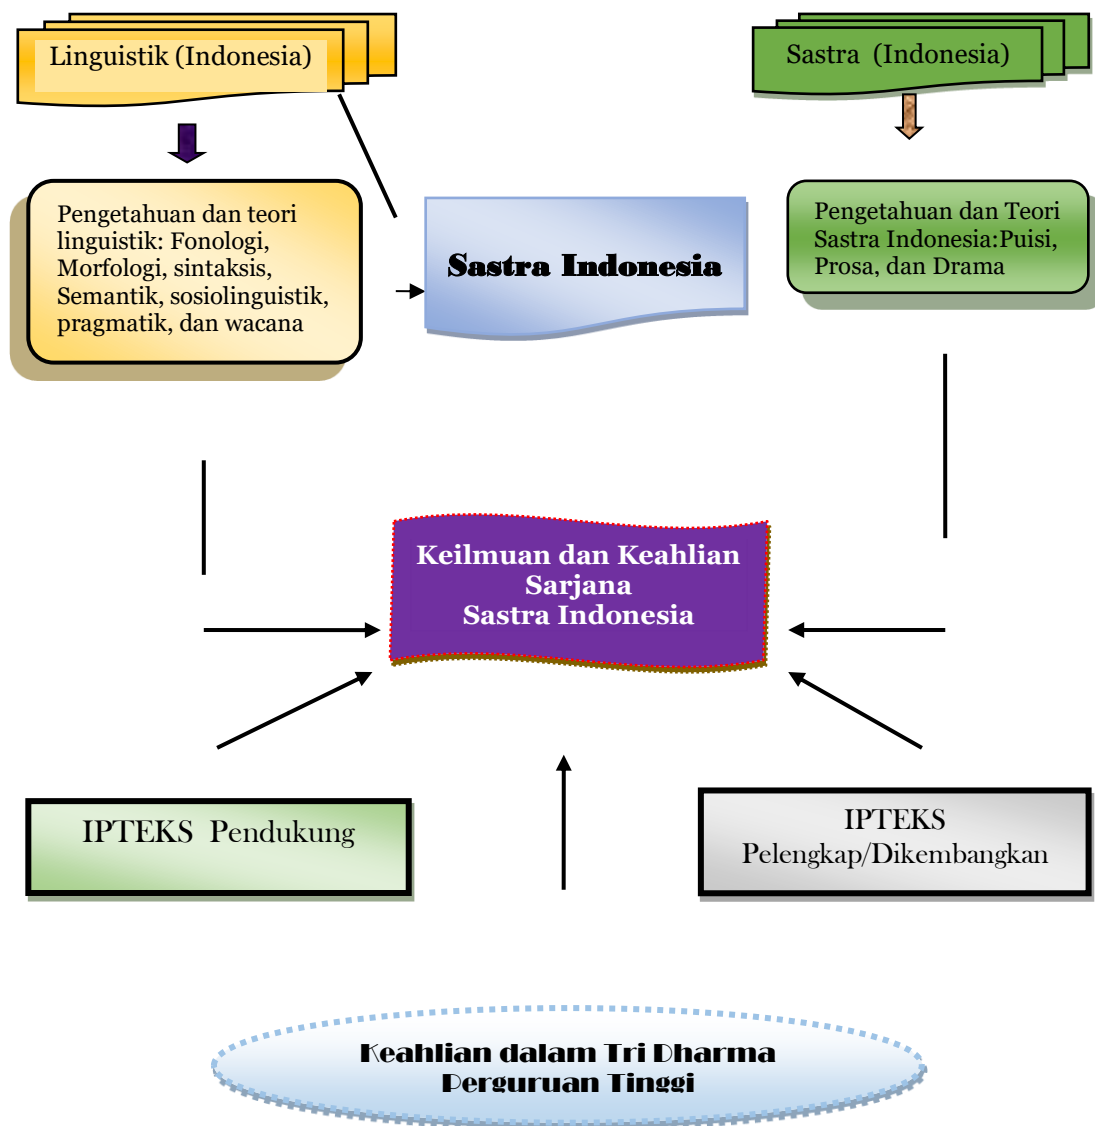 Linguistik (Indonesia)
Sastra (Indonesia)
Pengetahuan dan teori
linguistik: Fonologi,
Morfologi, sintaksis,
Semantik, sosiolinguistik,
pragmatik, dan wacana
Sastra Indonesia
Pengetahuan dan Teori
Sastra Indonesia:Puisi,
Prosa, dan Drama
Keilmuan dan Keahlian
Sarjana
Sastra Indonesia
IPTEKS Pendukung
IPTEKS
Pelengkap/Dikembangkan
Keahlian dalam Tri Dharma
Perguruan Tinggi